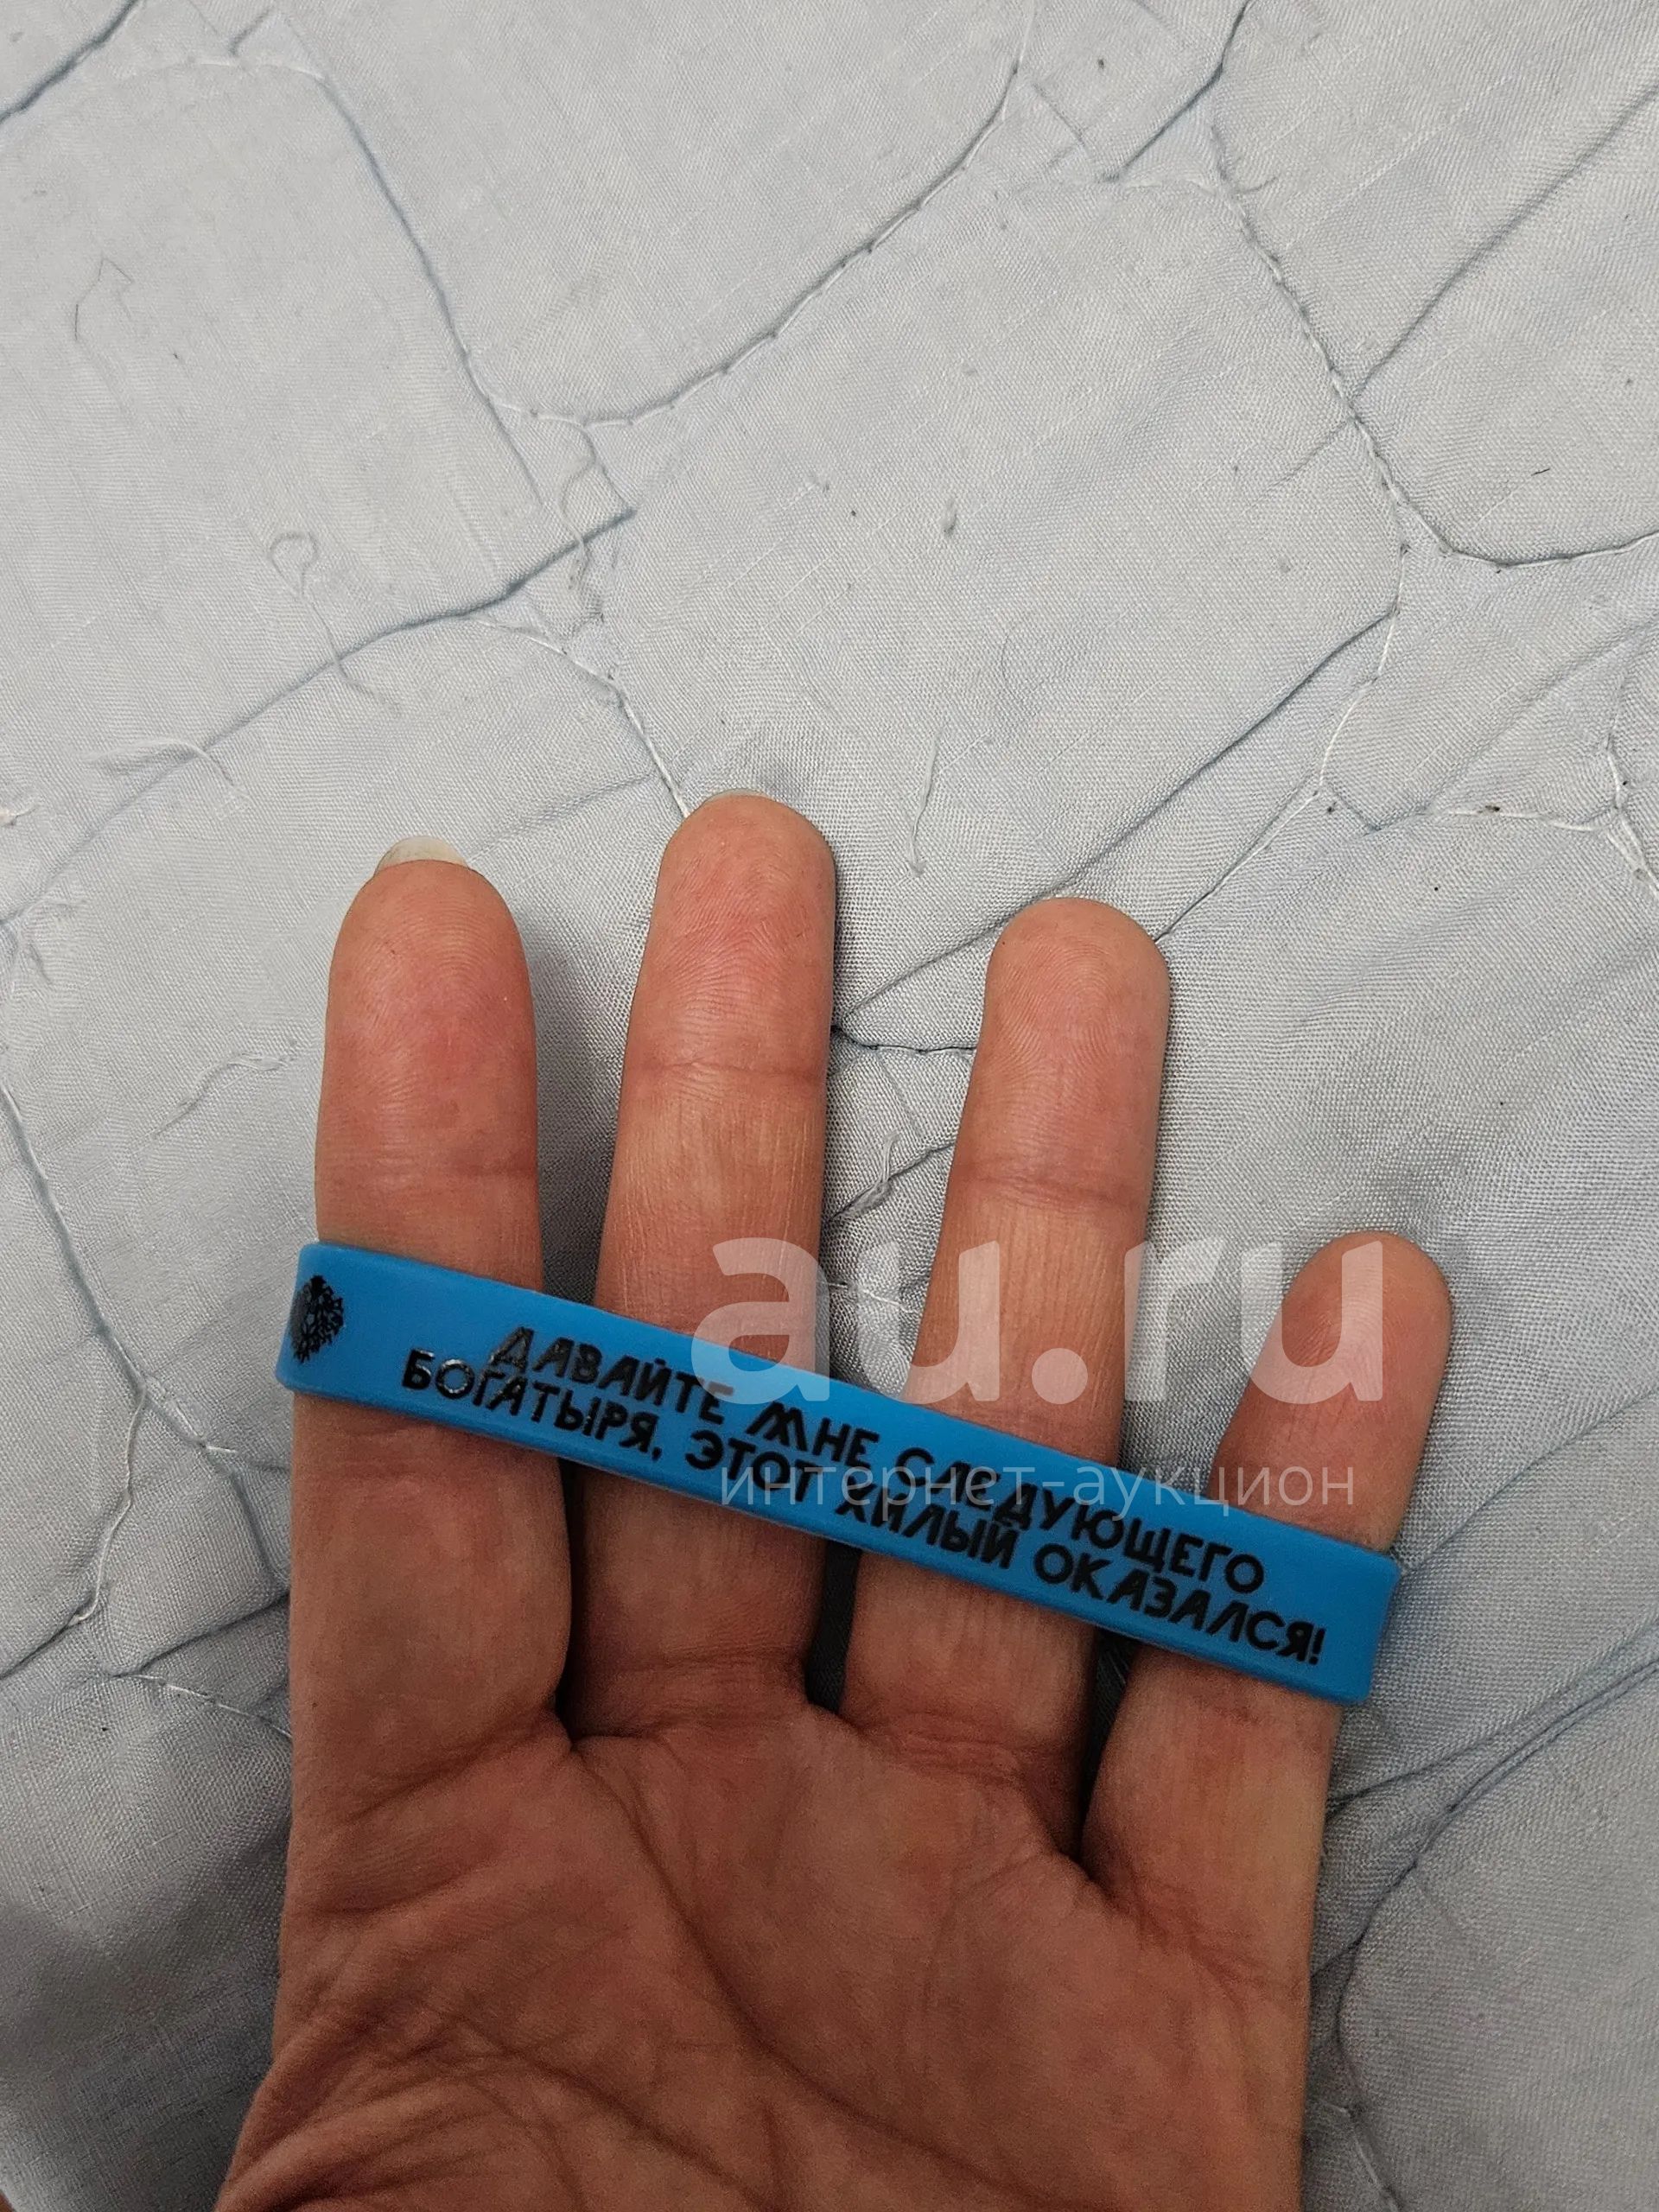 ДАВАЙТЕ МНЕ СЛЕДУЮЩЕГО
БОГАТЫРЯ, ЭТОТ ХИЛЫЙ ОКАЗАЛСЯ!
au.ru
интернет-аукцион